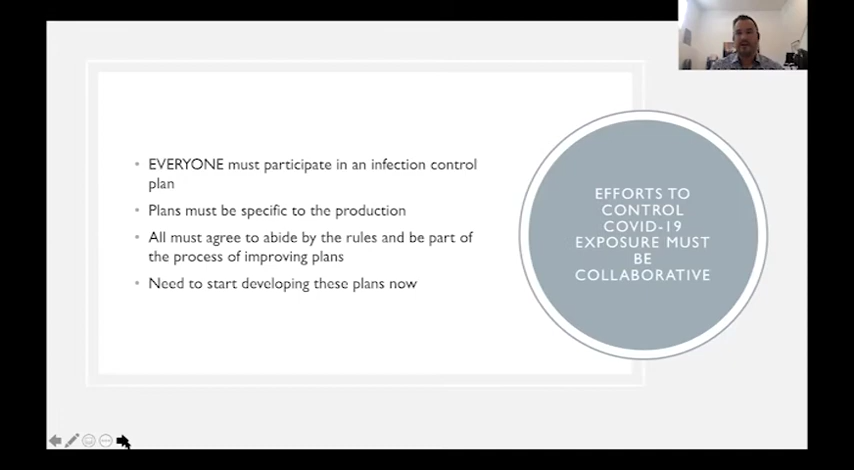 EVERYONE must participate in an infection control
plan
Plans must be specific to the production
All must agree to abide by the rules and be part of
the process of improving plans
Need to start developing these plans now
EFFORTS TO
CONTROL
COVID-19
EXPOSURE MUST
BE
COLLABORATIVE